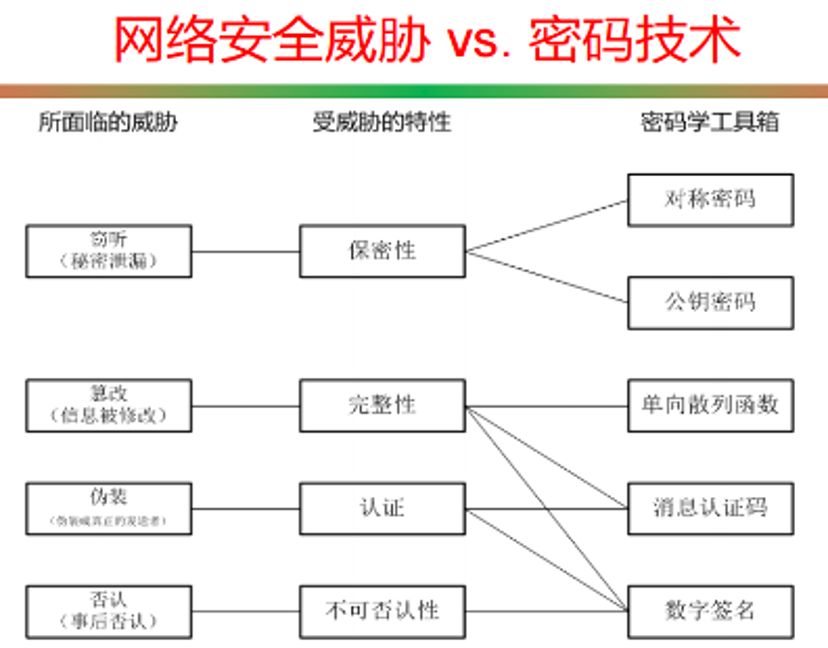 网络安全威胁 vs. 密码技术
所面临的威胁
受威胁的特性
密码学工具箱
对称密码
窃听
（秘密泄漏）
保密性
公钥密码
篡改
（信息被修改）
完整性
单向散列函数
伪装
（伪装成真正的发送者）
认证
消息认证码
否认
（事后否认）
不可否认性
数字签名